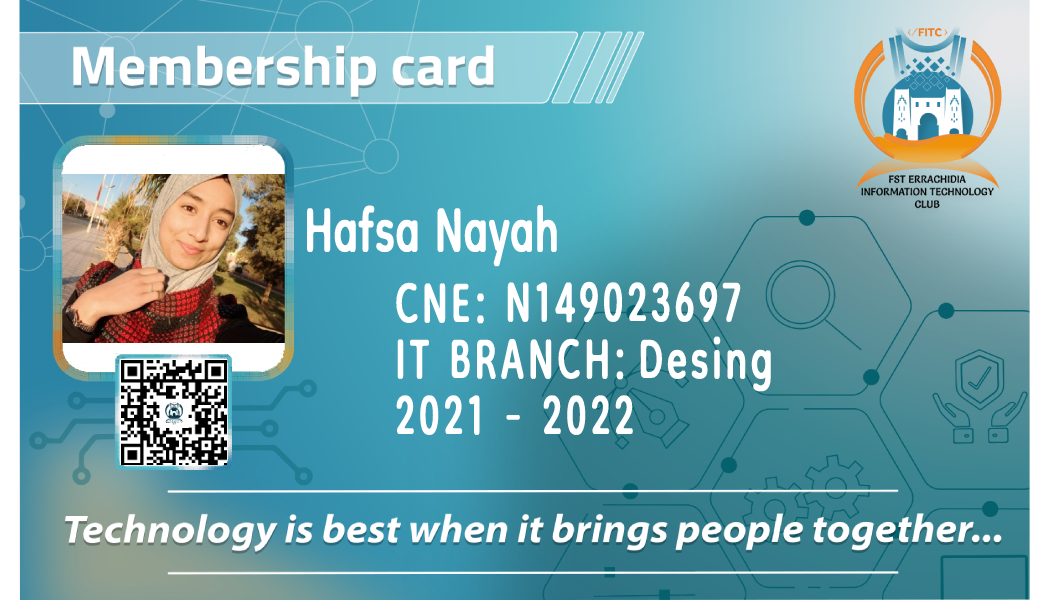 Membership card
</FITC>
FST ERRACHIDIA
INFORMATION TECHNOLOGY
CLUB
Hafsa Nayah
CNE: N149023697
IT BRANCH: Desing
2021 - 2022
Technology is best when it brings people together...